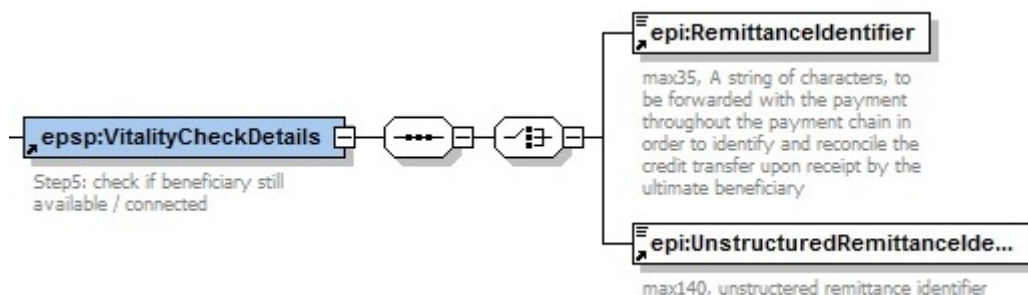 epi:RemittanceIdentifier
max35, A string of characters, to
be forwarded with the payment
throughout the payment chain in
order to identify and reconcile the
credit transfer upon receipt by the
ultimate beneficiary
epsp:VitalityCheckDetails
Step5: check if beneficiary still
available / connected
epi:UnstructuredRemittanceIde...
max140, unstructered remittance identifier